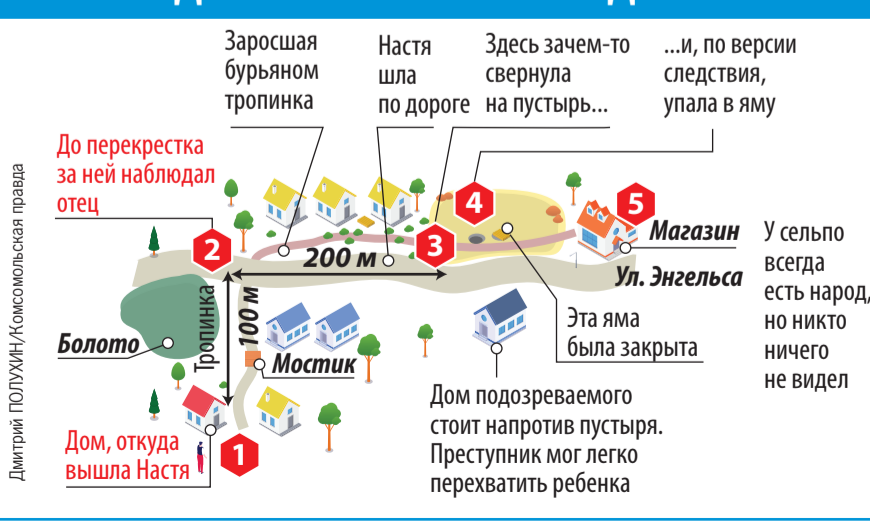 Заросшая
бурьяном
тропинка
Настя
шла
по дороге
Здесь зачем-то
свернула
на пустырь...
...и, по версии
следствия,
упала в яму
До перекрестка
за ней наблюдал
отец
2
3
4
5
Магазин
200 м
Ул. Энгельса
У сельпо
всегда
есть народ,
но никто
ничего
не видел
Тропинка
100 м
Болото
Мостик
Эта яма
была закрыта
Дом подозреваемого
стоит напротив пустыря.
Преступник мог легко
перехватить ребенка
Дом, откуда
вышла Настя
1
Дмитрий ПОЛУХИН/Комсомольская правда